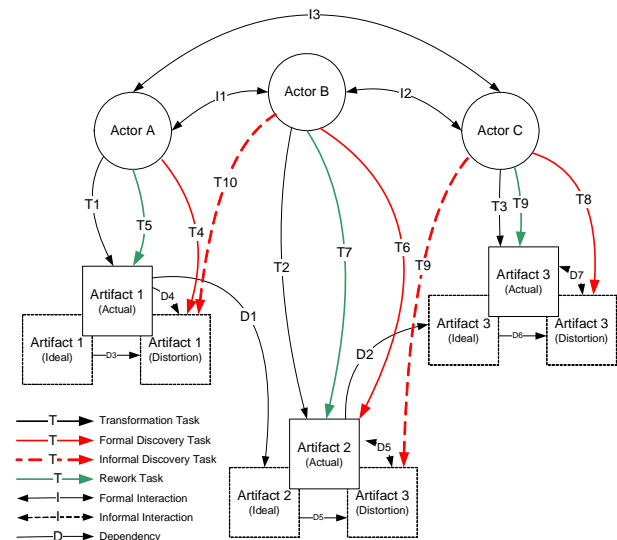 I3
I1
I2
Actor A
Actor B
Actor C
T1
T5
T4
T10
T2
T7
T6
T9
T3
T9
T8
Artifact 1
(Actual)
D4
Artifact 1
(Ideal)
D3
Artifact 1
(Distortion)
D1
D2
Artifact 3
(Actual)
D7
Artifact 3
(Ideal)
D6
Artifact 3
(Distortion)
Artifact 2
(Actual)
D5
Artifact 2
(Ideal)
D5
Artifact 3
(Distortion)
T Transformation Task
T Formal Discovery Task
T Informal Discovery Task
T Rework Task
I Formal Interaction
I Informal Interaction
D Dependency